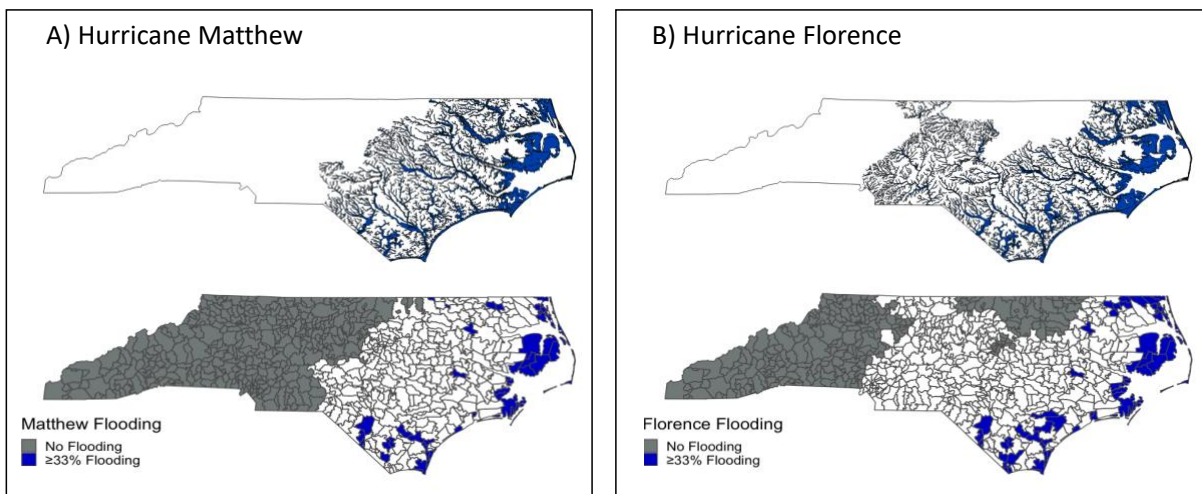 A) Hurricane Matthew
Matthew Flooding
No Flooding
≥33% Flooding
B) Hurricane Florence
Florence Flooding
No Flooding
≥33% Flooding